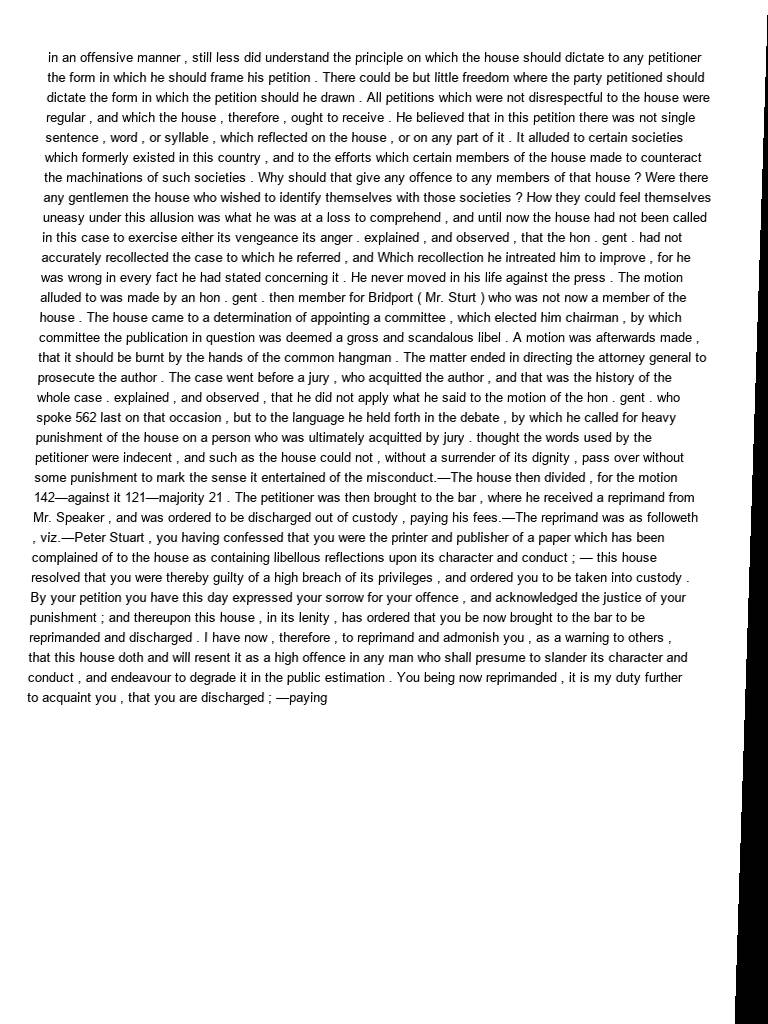 in an offensive manner , still less did understand the principle on which the house should dictate to any petitioner
the form in which he should frame his petition . There could be but little freedom where the party petitioned should
dictate the form in which the petition should he drawn . All petitions which were not disrespectful to the house were
regular , and which the house , therefore , ought to receive . He believed that in this petition there was not single
sentence , word , or syllable , which reflected on the house , or on any part of it . It alluded to certain societies
which formerly existed in this country , and to the efforts which certain members of the house made to counteract
the machinations of such societies . Why should that give any offence to any members of that house ? Were there
any gentlemen the house who wished to identify themselves with those societies ? How they could feel themselves
uneasy under this allusion was what he was at a loss to comprehend , and until now the house had not been called
in this case to exercise either its vengeance its anger . explained , and observed , that the hon . gent . had not
accurately recollected the case to which he referred , and Which recollection he intreated him to improve , for he
was wrong in every fact he had stated concerning it . He never moved in his life against the press . The motion
alluded to was made by an hon . gent . then member for Bridport ( Mr. Sturt ) who was not now a member of the
house . The house came to a determination of appointing a committee , which elected him chairman , by which
committee the publication in question was deemed a gross and scandalous libel . A motion was afterwards made ,
that it should be burnt by the hands of the common hangman . The matter ended in directing the attorney general to
prosecute the author . The case went before a jury , who acquitted the author , and that was the history of the
whole case . explained , and observed , that he did not apply what he said to the motion of the hon . gent . who
spoke 562 last on that occasion , but to the language he held forth in the debate , by which he called for heavy
punishment of the house on a person who was ultimately acquitted by jury . thought the words used by the
petitioner were indecent , and such as the house could not , without a surrender of its dignity , pass over without
some punishment to mark the sense it entertained of the misconduct.—The house then divided , for the motion
142—against it 121—majority 21 . The petitioner was then brought to the bar , where he received a reprimand from
Mr. Speaker , and was ordered to be discharged out of custody , paying his fees.—The reprimand was as followeth
, viz.—Peter Stuart , you having confessed that you were the printer and publisher of a paper which has been
complained of to the house as containing libellous reflections upon its character and conduct ; — this house
resolved that you were thereby guilty of a high breach of its privileges , and ordered you to be taken into custody .
By your petition you have this day expressed your sorrow for your offence , and acknowledged the justice of your
punishment ; and thereupon this house , in its lenity , has ordered that you be now brought to the bar to be
reprimanded and discharged . I have now , therefore , to reprimand and admonish you , as a warning to others ,
that this house doth and will resent it as a high offence in any man who shall presume to slander its character and
conduct , and endeavour to degrade it in the public estimation . You being now reprimanded , it is my duty further
to acquaint you , that you are discharged ; —paying